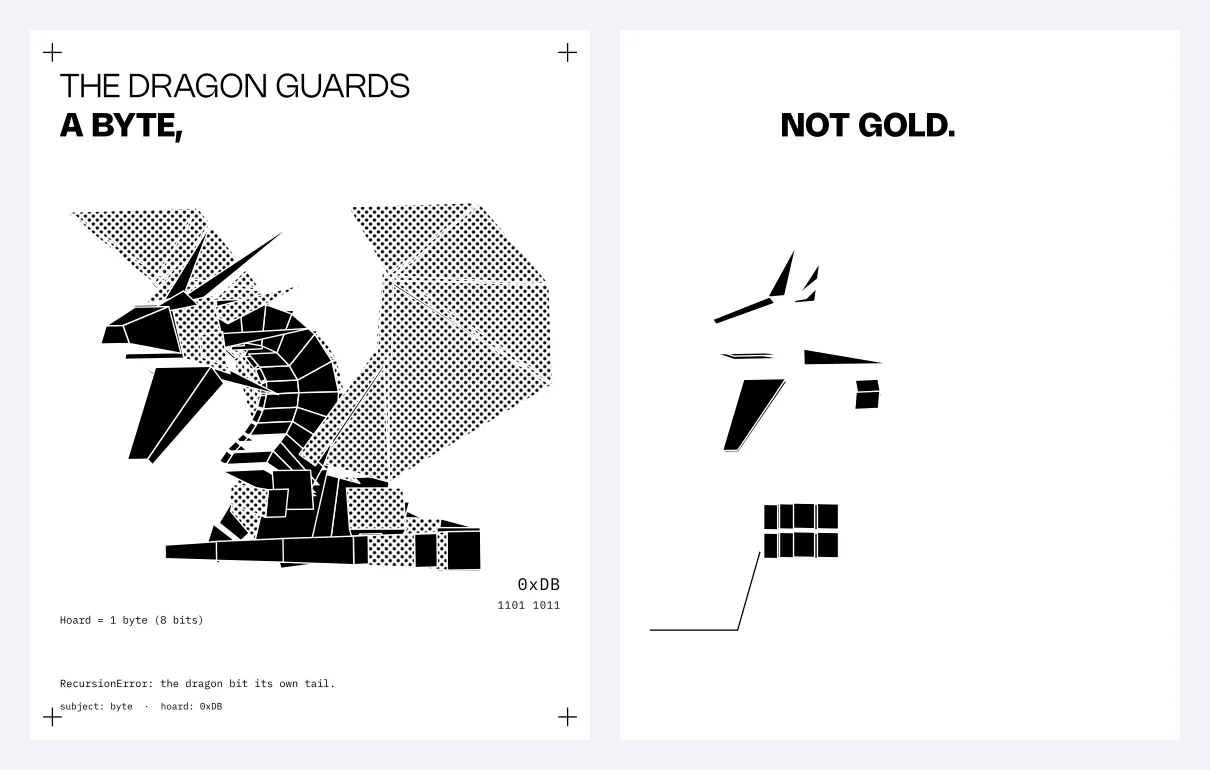 THE DRAGON GUARDS
A BYTE,
NOT GOLD.
0xDB
1101 1011
Hoard = 1 byte (8 bits)
RecursionError: the dragon bit its own tail.
subject: byte · hoard: 0xDB